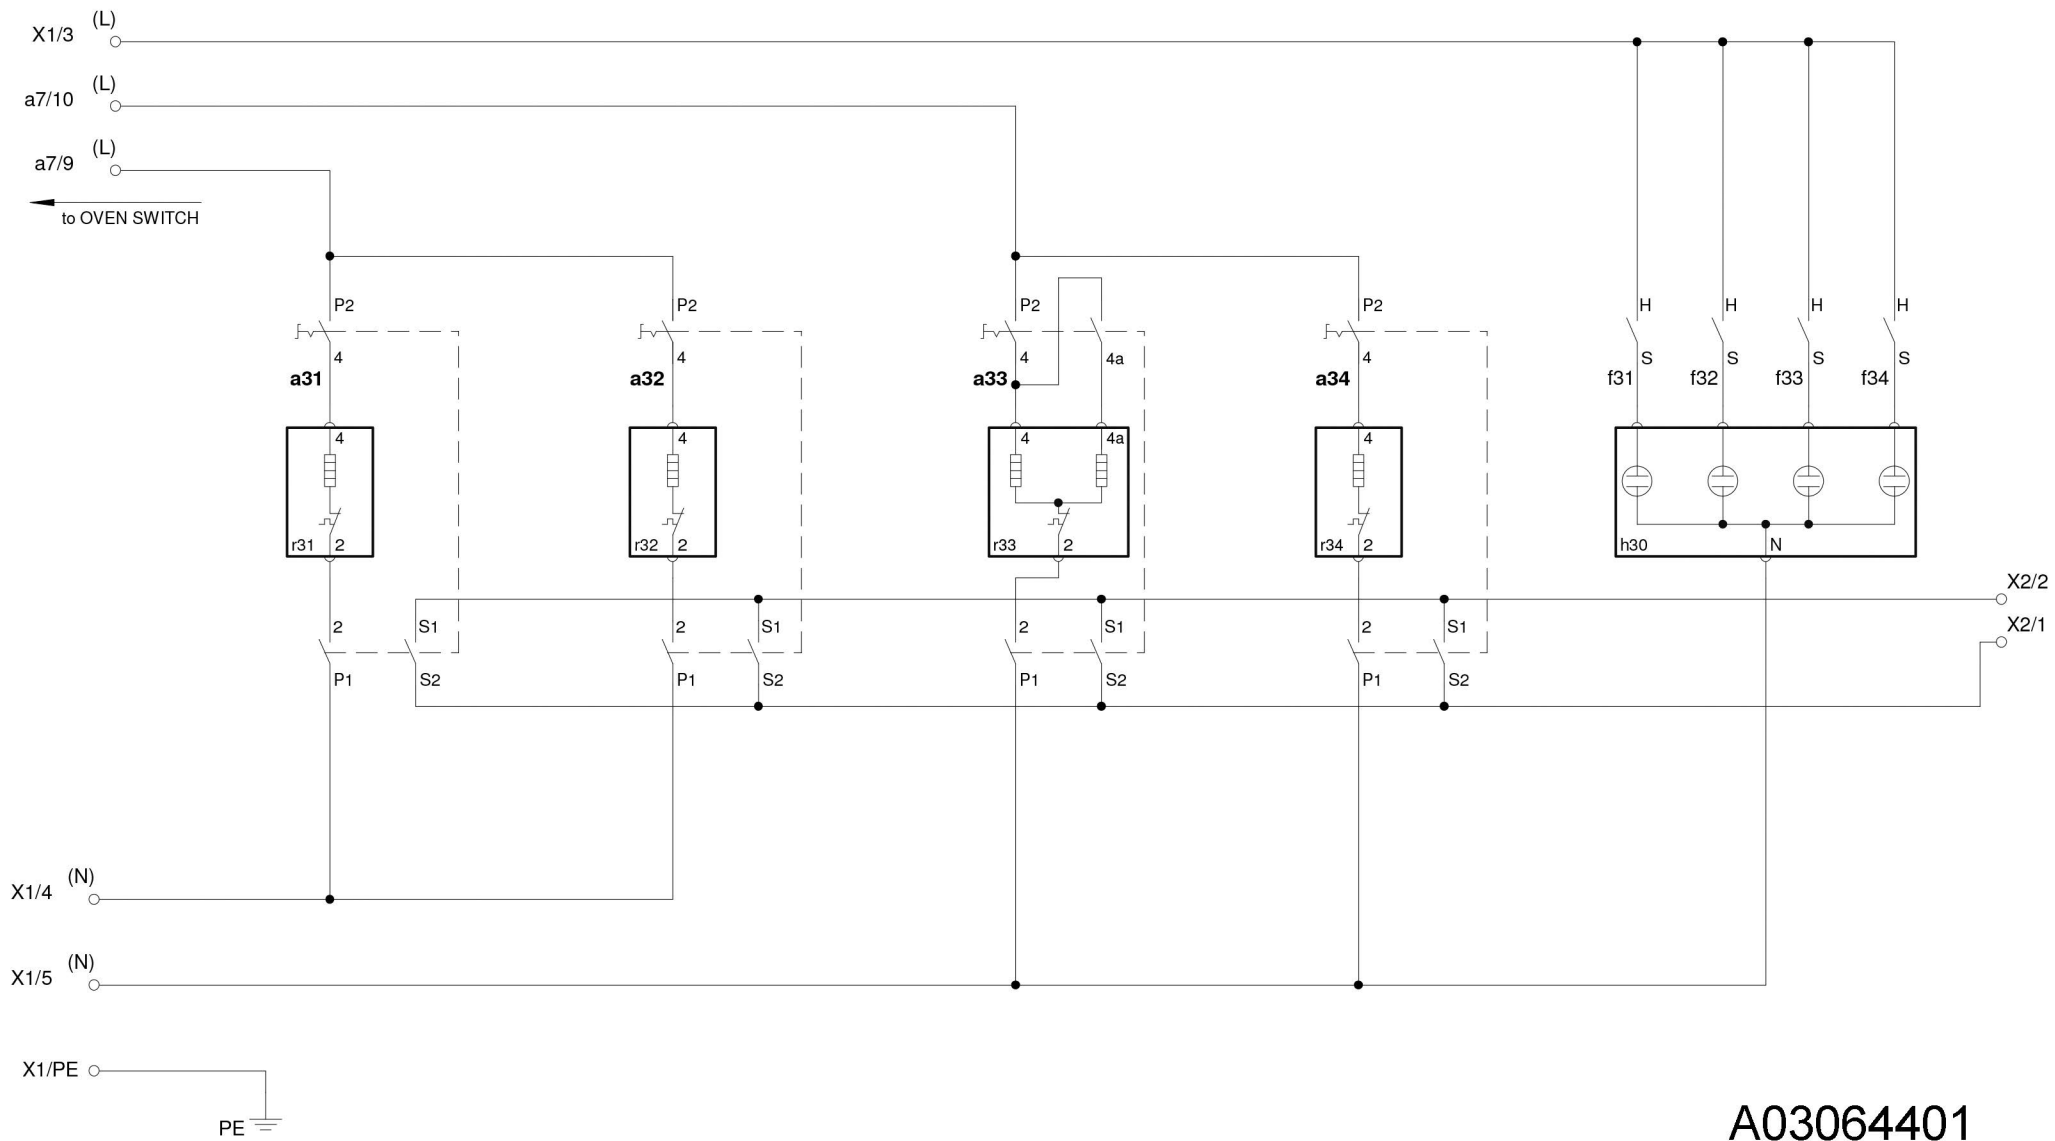 X1/3 (L)
a7/10 (L)
a7/9 (L)
to OVEN SWITCH
P2 P2 P2 P2 H H H H
4 4 4 4a 4 S S S S
a31 a32 a33 a34 f31 f32 f33 f34
4 4 4 4a 4
r31 2 r32 2 r33 2 r34 2 h30 N
X2/2
2 S1 2 S1 2 S1 2 S1 X2/1
P1 S2 P1 S2 P1 S2 P1 S2
X1/4 (N)
X1/5 (N)
X1/PE
PE
A03064401